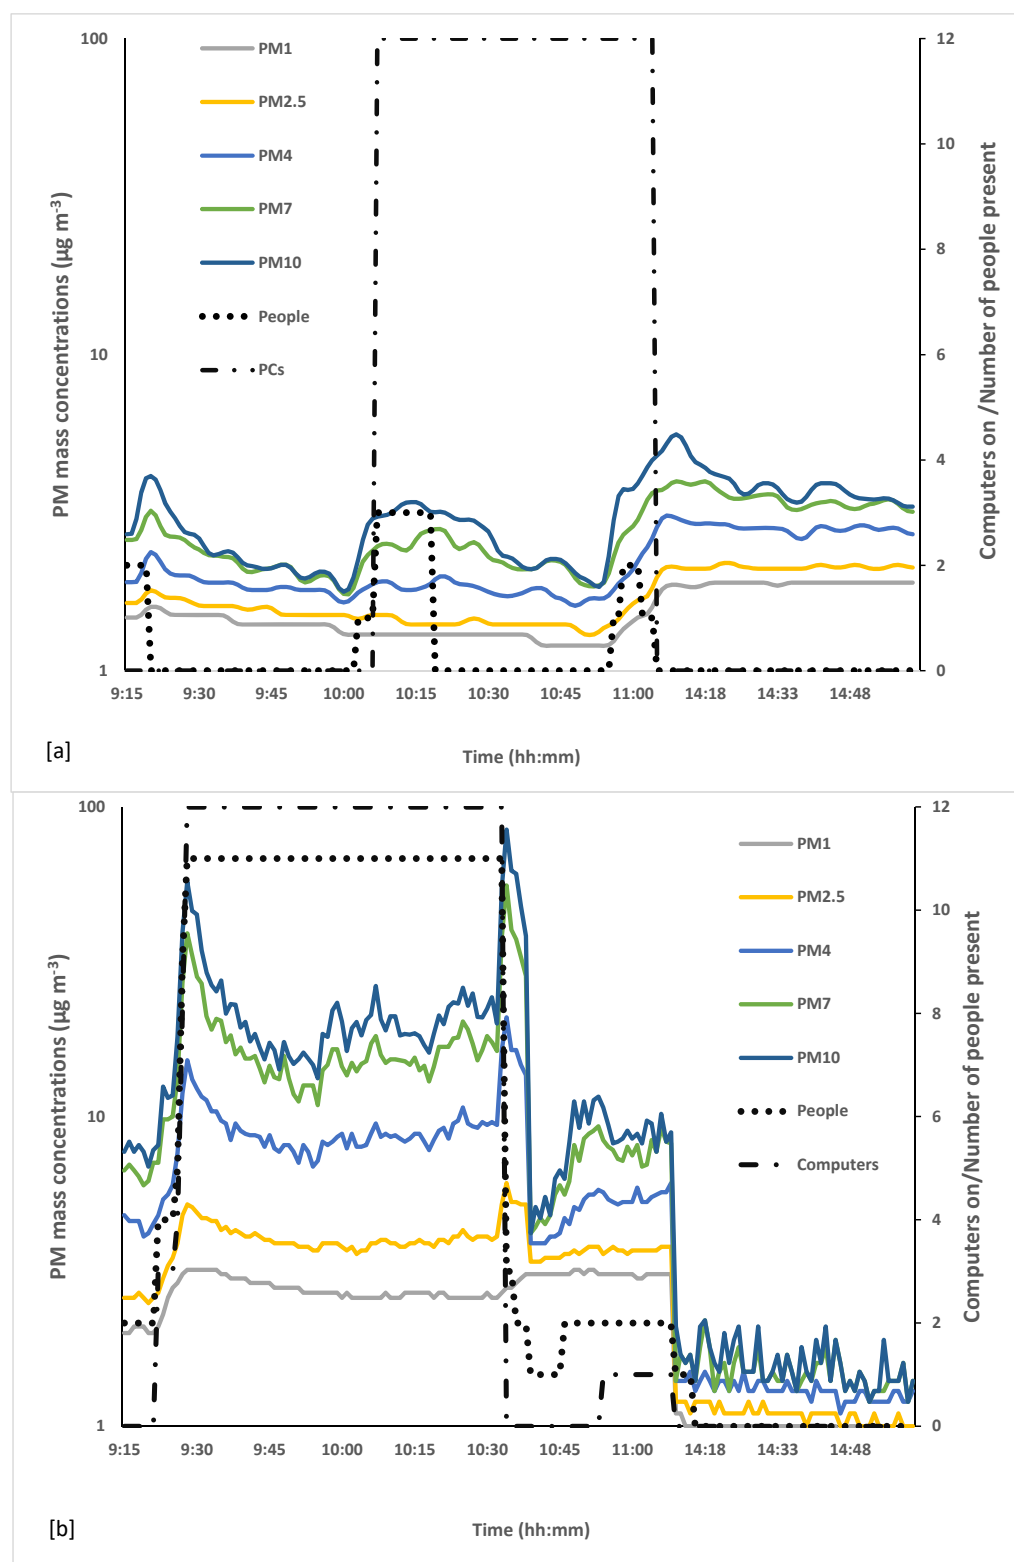 100
10
1
PM mass concentrations (µg m-3)
PM1
PM2.5
PM4
PM7
PM10
People
PCs
12
10
8
6
4
2
0
Computers on /Number of people present
9:15 9:30 9:45 10:00 10:15 10:30 10:45 11:00 14:18 14:33 14:48
[a]
Time (hh:mm)
100
10
1
PM mass concentrations (µg m-3)
PM1
PM2.5
PM4
PM7
PM10
People
Computers
12
10
8
6
4
2
0
Computers on/Number of people present
9:15 9:30 9:45 10:00 10:15 10:30 10:45 11:00 14:18 14:33 14:48
[b]
Time (hh:mm)